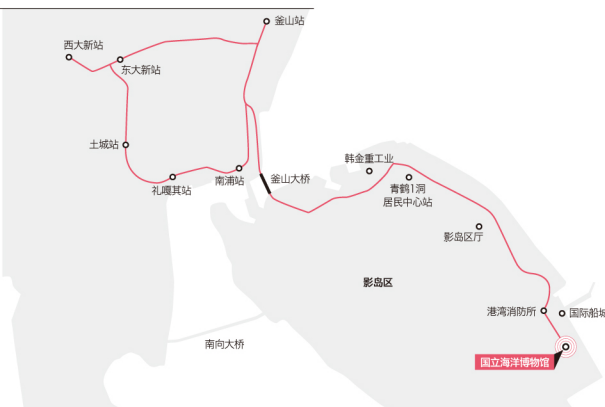 釜山站
西大新站
东大新站
土城站
韩金重工业
礼嘎其站
南浦站
釜山大桥
青鹤1洞
居民中心站
影岛区厅
影岛区
港湾消防所
国际船城
南向大桥
国立海洋博物馆